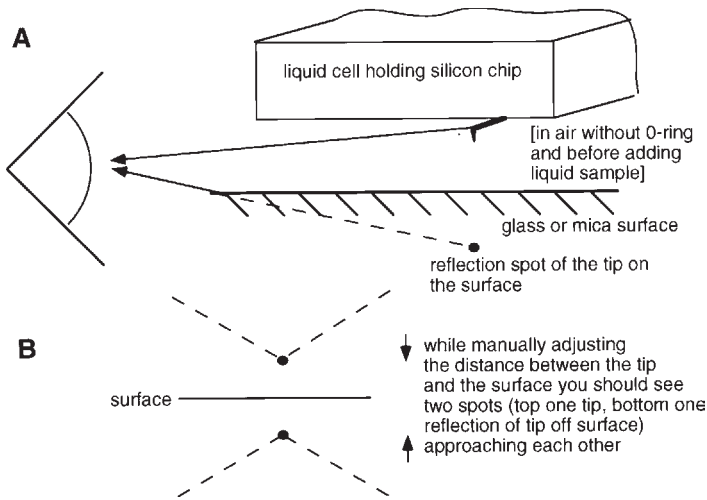 A
liquid cell holding silicon chip
[in air without 0-ring
and before adding
liquid sample]
glass or mica surface
reflection spot of the tip on
the surface
B
surface
while manually adjusting
the distance between the tip
and the surface you should see
two spots (top one tip, bottom one
reflection of tip off surface)
approaching each other